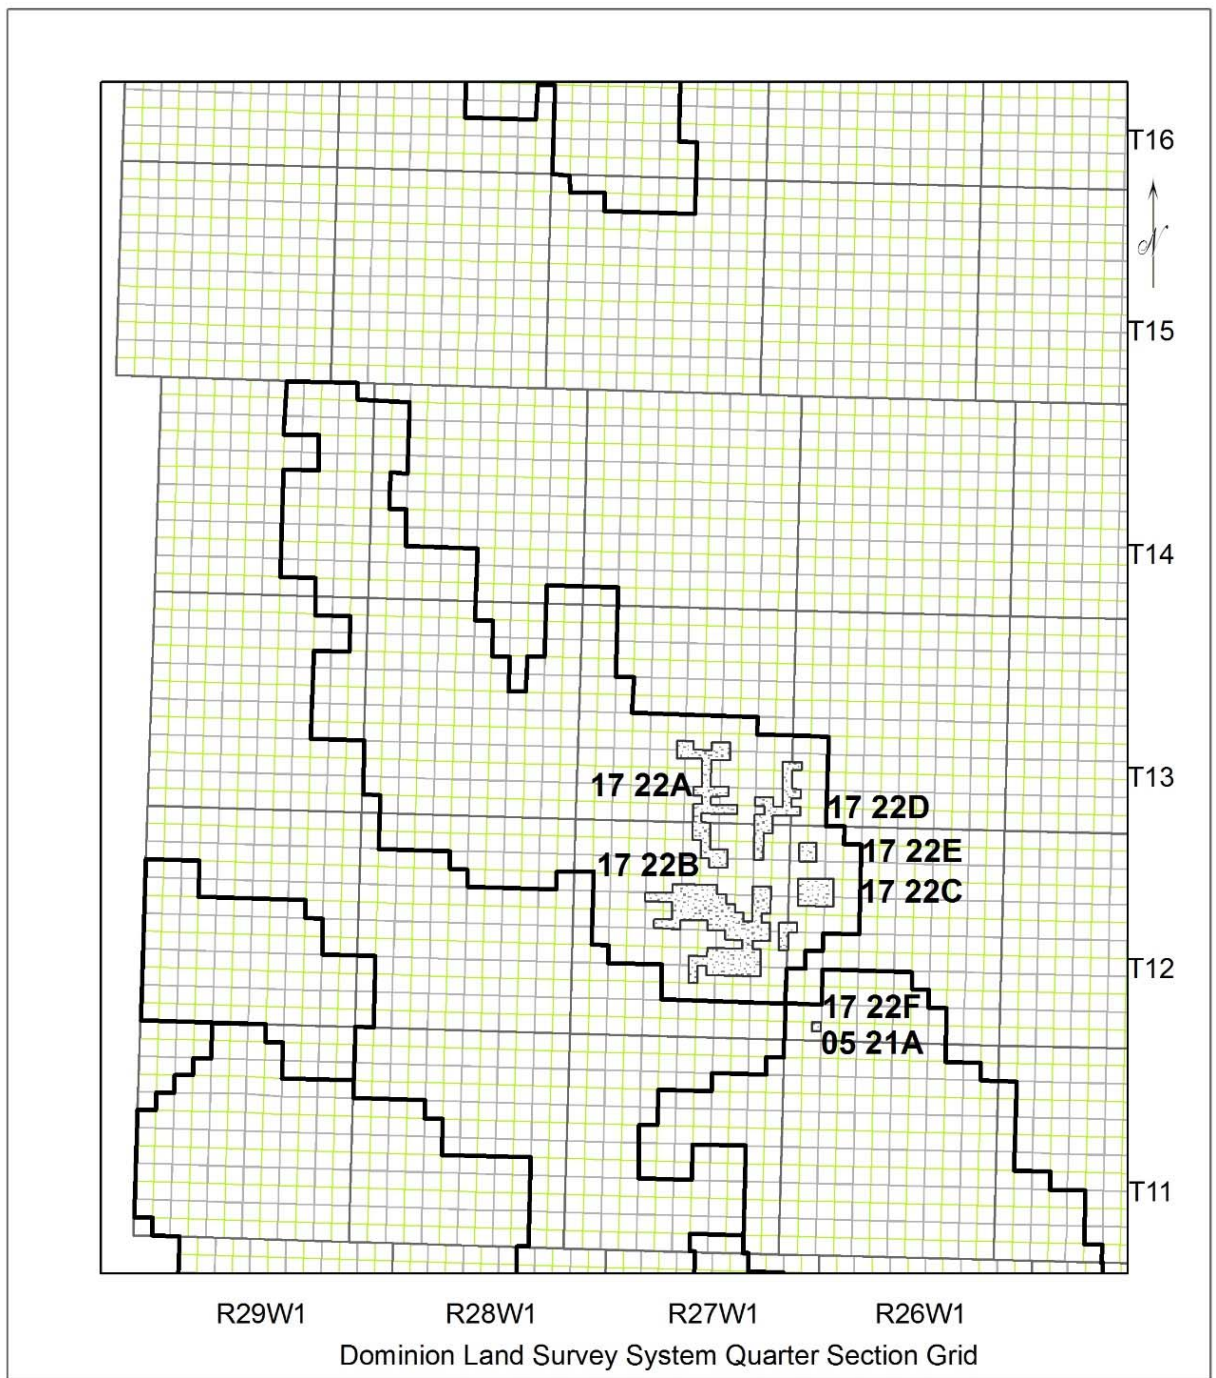 T16
N
T15
T14
T13
17 22A
17 22D
17 22E
17 22B
17 22C
T12
17 22F
05 21A
T11
R29W1 R28W1 R27W1 R26W1
Dominion Land Survey System Quarter Section Grid